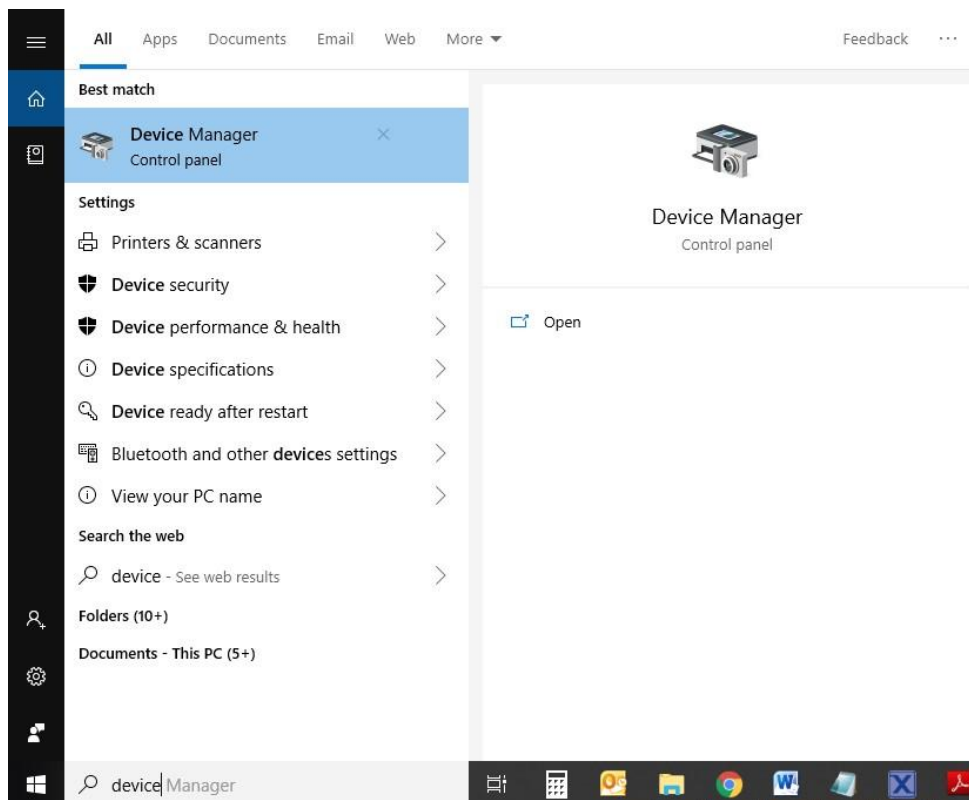 All Apps Documents Email Web More Feedback ...
Best match
Device Manager
Control panel
Settings
Printers & scanners
Device security
Device performance & health
Device specifications
Device ready after restart
Bluetooth and other devices settings
View your PC name
Search the web
device - See web results
Folders (10+)
Documents - This PC (5+)
device Manager
Device Manager
Control panel
Open